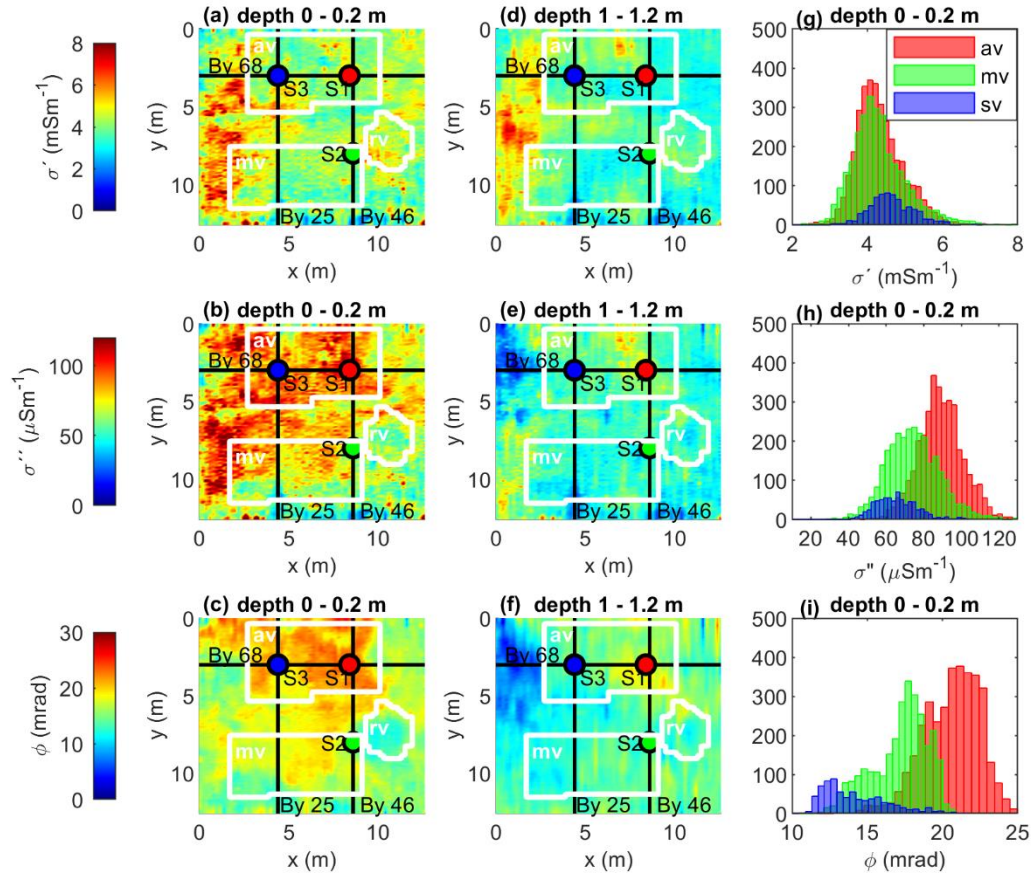 (a) depth 0 - 0.2 m
(d) depth 1 - 1.2 m
(g) depth 0 - 0.2 m
8
6
4
2
0
σ´ (mSm⁻¹)
0
5
10
y (m)
av
By 68
S3
S1
S2
rv
mv
By 25
By 46
0
5
10
x (m)
0
5
10
y (m)
av
By 68
S3
S1
S2
rv
mv
By 25
By 46
0
5
10
x (m)
500
400
300
200
100
0
av
mv
sv
2
4
6
8
σ´ (mSm⁻¹)
(b) depth 0 - 0.2 m
(e) depth 1 - 1.2 m
(h) depth 0 - 0.2 m
100
50
0
σ´´ (μSm⁻¹)
0
5
10
y (m)
av
By 68
S3
S1
S2
rv
mv
By 25
By 46
0
5
10
x (m)
0
5
10
y (m)
av
By 68
S3
S1
S2
rv
mv
By 25
By 46
0
5
10
x (m)
500
400
300
200
100
0
20
40
60
80
100
120
σ" (μSm⁻¹)
(c) depth 0 - 0.2 m
(f) depth 1 - 1.2 m
(i) depth 0 - 0.2 m
30
20
10
0
ϕ (mrad)
0
5
10
y (m)
av
By 68
S3
S1
S2
rv
mv
By 25
By 46
0
5
10
x (m)
0
5
10
y (m)
av
By 68
S3
S1
S2
rv
mv
By 25
By 46
0
5
10
x (m)
500
400
300
200
100
0
10
15
20
25
ϕ (mrad)